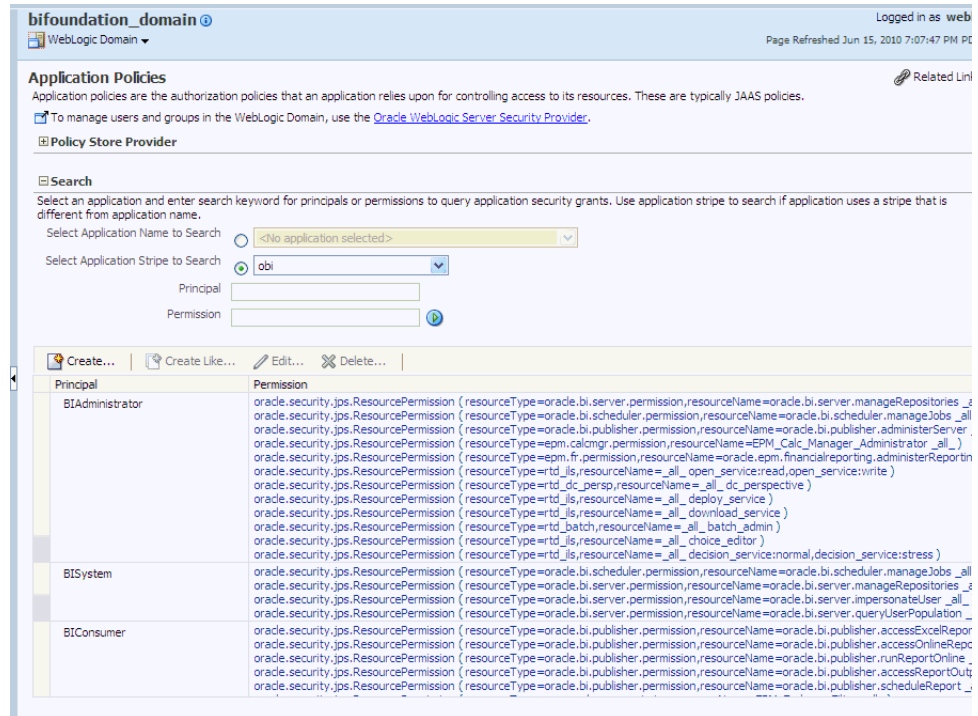 bifoundation_domain
Logged in as
WebLogic Domain
Page Refreshed Jun 15, 2010 7:07:47 PM
Application Policies
Related
Application policies are the authorization policies that an application relies upon for controlling access to its resources. These are typically JAAS policies.
To manage users and groups in the WebLogic Domain, use the Oracle WebLogic Server Security Provider.
Policy Store Provider
Search
Select an application and enter search keyword for principals or permissions to query application security grants. Use application stripe to search if application uses a stripe that is
different from application name.
Select Application Name to Search
<No application selected>
Select Application Stripe to Search
obi
Principal
Permission
Create... Create Like... Edit... Delete...
Principal Permission
BIAdministrator
oracle.security.jps.ResourcePermission ( resourceType=oracle.bi.server.permission,resourceName=oracle.bi.server.manageRepositories
oracle.security.jps.ResourcePermission ( resourceType=oracle.bi.scheduler.permission,resourceName=oracle.bi.scheduler.manageJobs _all
oracle.security.jps.ResourcePermission ( resourceType=oracle.bi.publisher.permission,resourceName=oracle.bi.publisher.administerServer
oracle.security.jps.ResourcePermission ( resourceType=epm.calcmgr.permission,resourceName=EPM_Calc_Manager_Administrator _all_ )
oracle.security.jps.ResourcePermission ( resourceType=epm.fr.permission,resourceName=oracle.epm.financialreporting.administerReportin
oracle.security.jps.ResourcePermission ( resourceType=rtd_ils,resourceName=_all_ open_service:read,open_service:write )
oracle.security.jps.ResourcePermission ( resourceType=rtd_dc_persp,resourceName=_all_ dc_perspective )
oracle.security.jps.ResourcePermission ( resourceType=rtd_ils,resourceName=_all_ deploy_service )
oracle.security.jps.ResourcePermission ( resourceType=rtd_ils,resourceName=_all_ download_service )
oracle.security.jps.ResourcePermission ( resourceType=rtd_batch,resourceName=_all_ batch_admin )
oracle.security.jps.ResourcePermission ( resourceType=rtd_ils,resourceName=_all_ choice_editor )
oracle.security.jps.ResourcePermission ( resourceType=rtd_ils,resourceName=_all_ decision_service:normal,decision_service:stress )
BISystem
oracle.security.jps.ResourcePermission ( resourceType=oracle.bi.scheduler.permission,resourceName=oracle.bi.scheduler.manageJobs _all
oracle.security.jps.ResourcePermission ( resourceType=oracle.bi.server.permission,resourceName=oracle.bi.server.manageRepositories
oracle.security.jps.ResourcePermission ( resourceType=oracle.bi.server.permission,resourceName=oracle.bi.server.impersonateUser _all_
oracle.security.jps.ResourcePermission ( resourceType=oracle.bi.server.permission,resourceName=oracle.bi.server.queryUserPopulation
BIConsumer
oracle.security.jps.ResourcePermission ( resourceType=oracle.bi.publisher.permission,resourceName=oracle.bi.publisher.accessExcelRepor
oracle.security.jps.ResourcePermission ( resourceType=oracle.bi.publisher.permission,resourceName=oracle.bi.publisher.accessOnlineRepo
oracle.security.jps.ResourcePermission ( resourceType=oracle.bi.publisher.permission,resourceName=oracle.bi.publisher.runReportOnline
oracle.security.jps.ResourcePermission ( resourceType=oracle.bi.publisher.permission,resourceName=oracle.bi.publisher.accessReportOutp
oracle.security.jps.ResourcePermission ( resourceType=oracle.bi.publisher.permission,resourceName=oracle.bi.publisher.scheduleReport